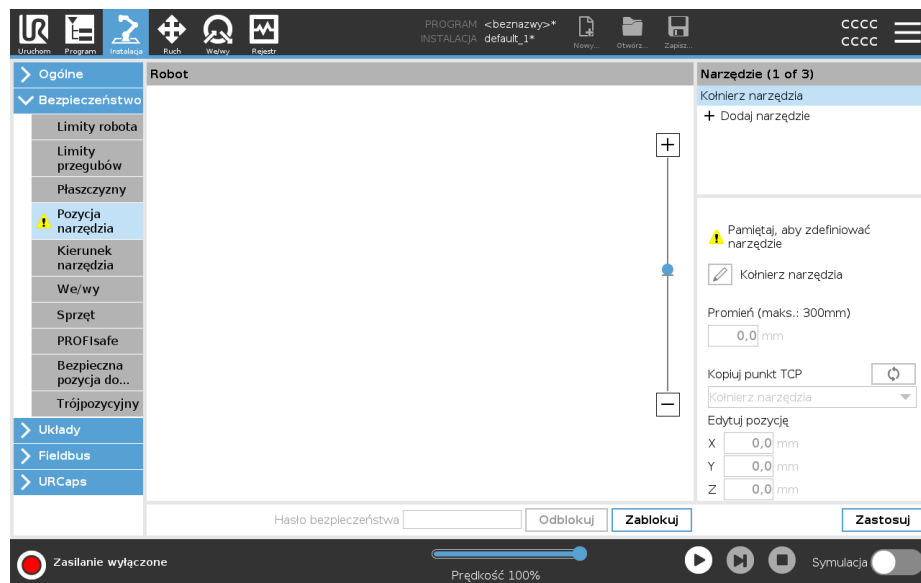 UR
PROGRAM <beznazwy>*
INSTALACJA default_1*
cccc
cccc
Uruchom Program Instalacja Ruch We/wy Rejestr Nowy... Otwórz... Zapisz...
Ogólne
Bezpieczeństwo
Limity robota
Limity
przegubów
Płaszczyzny
Pozycja
narzędzia
Kierunek
narzędzia
We/wy
Sprzęt
PROFIsafe
Bezpieczna
pozycja do...
Trójpozycyjny
Układy
Fieldbus
URCaps
Robot
Narzędzie (1 of 3)
Kołnierz narzędzia
+ Dodaj narzędzie
Pamiętaj, aby zdefiniować
narzędzie
Kołnierz narzędzia
Promień (maks.: 300mm)
0,0 mm
Kopiuj punkt TCP
Kołnierz narzędzia
Edytuj pozycję
X 0,0 mm
Y 0,0 mm
Z 0,0 mm
Hasło bezpieczeństwa Odblokuj Zablokuj Zastosuj
Zasilanie wyłączone
Prędkość 100%
Symulacja